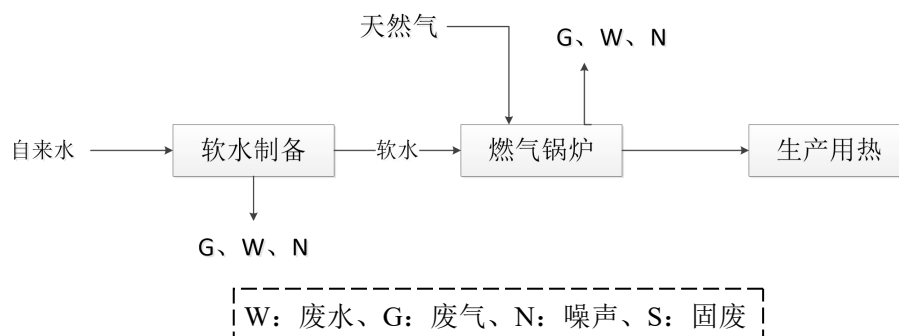 天然气
G、W、N
自来水
软水制备
软水
燃气锅炉
生产用热
G、W、N
W：废水、G：废气、N：噪声、S：固废